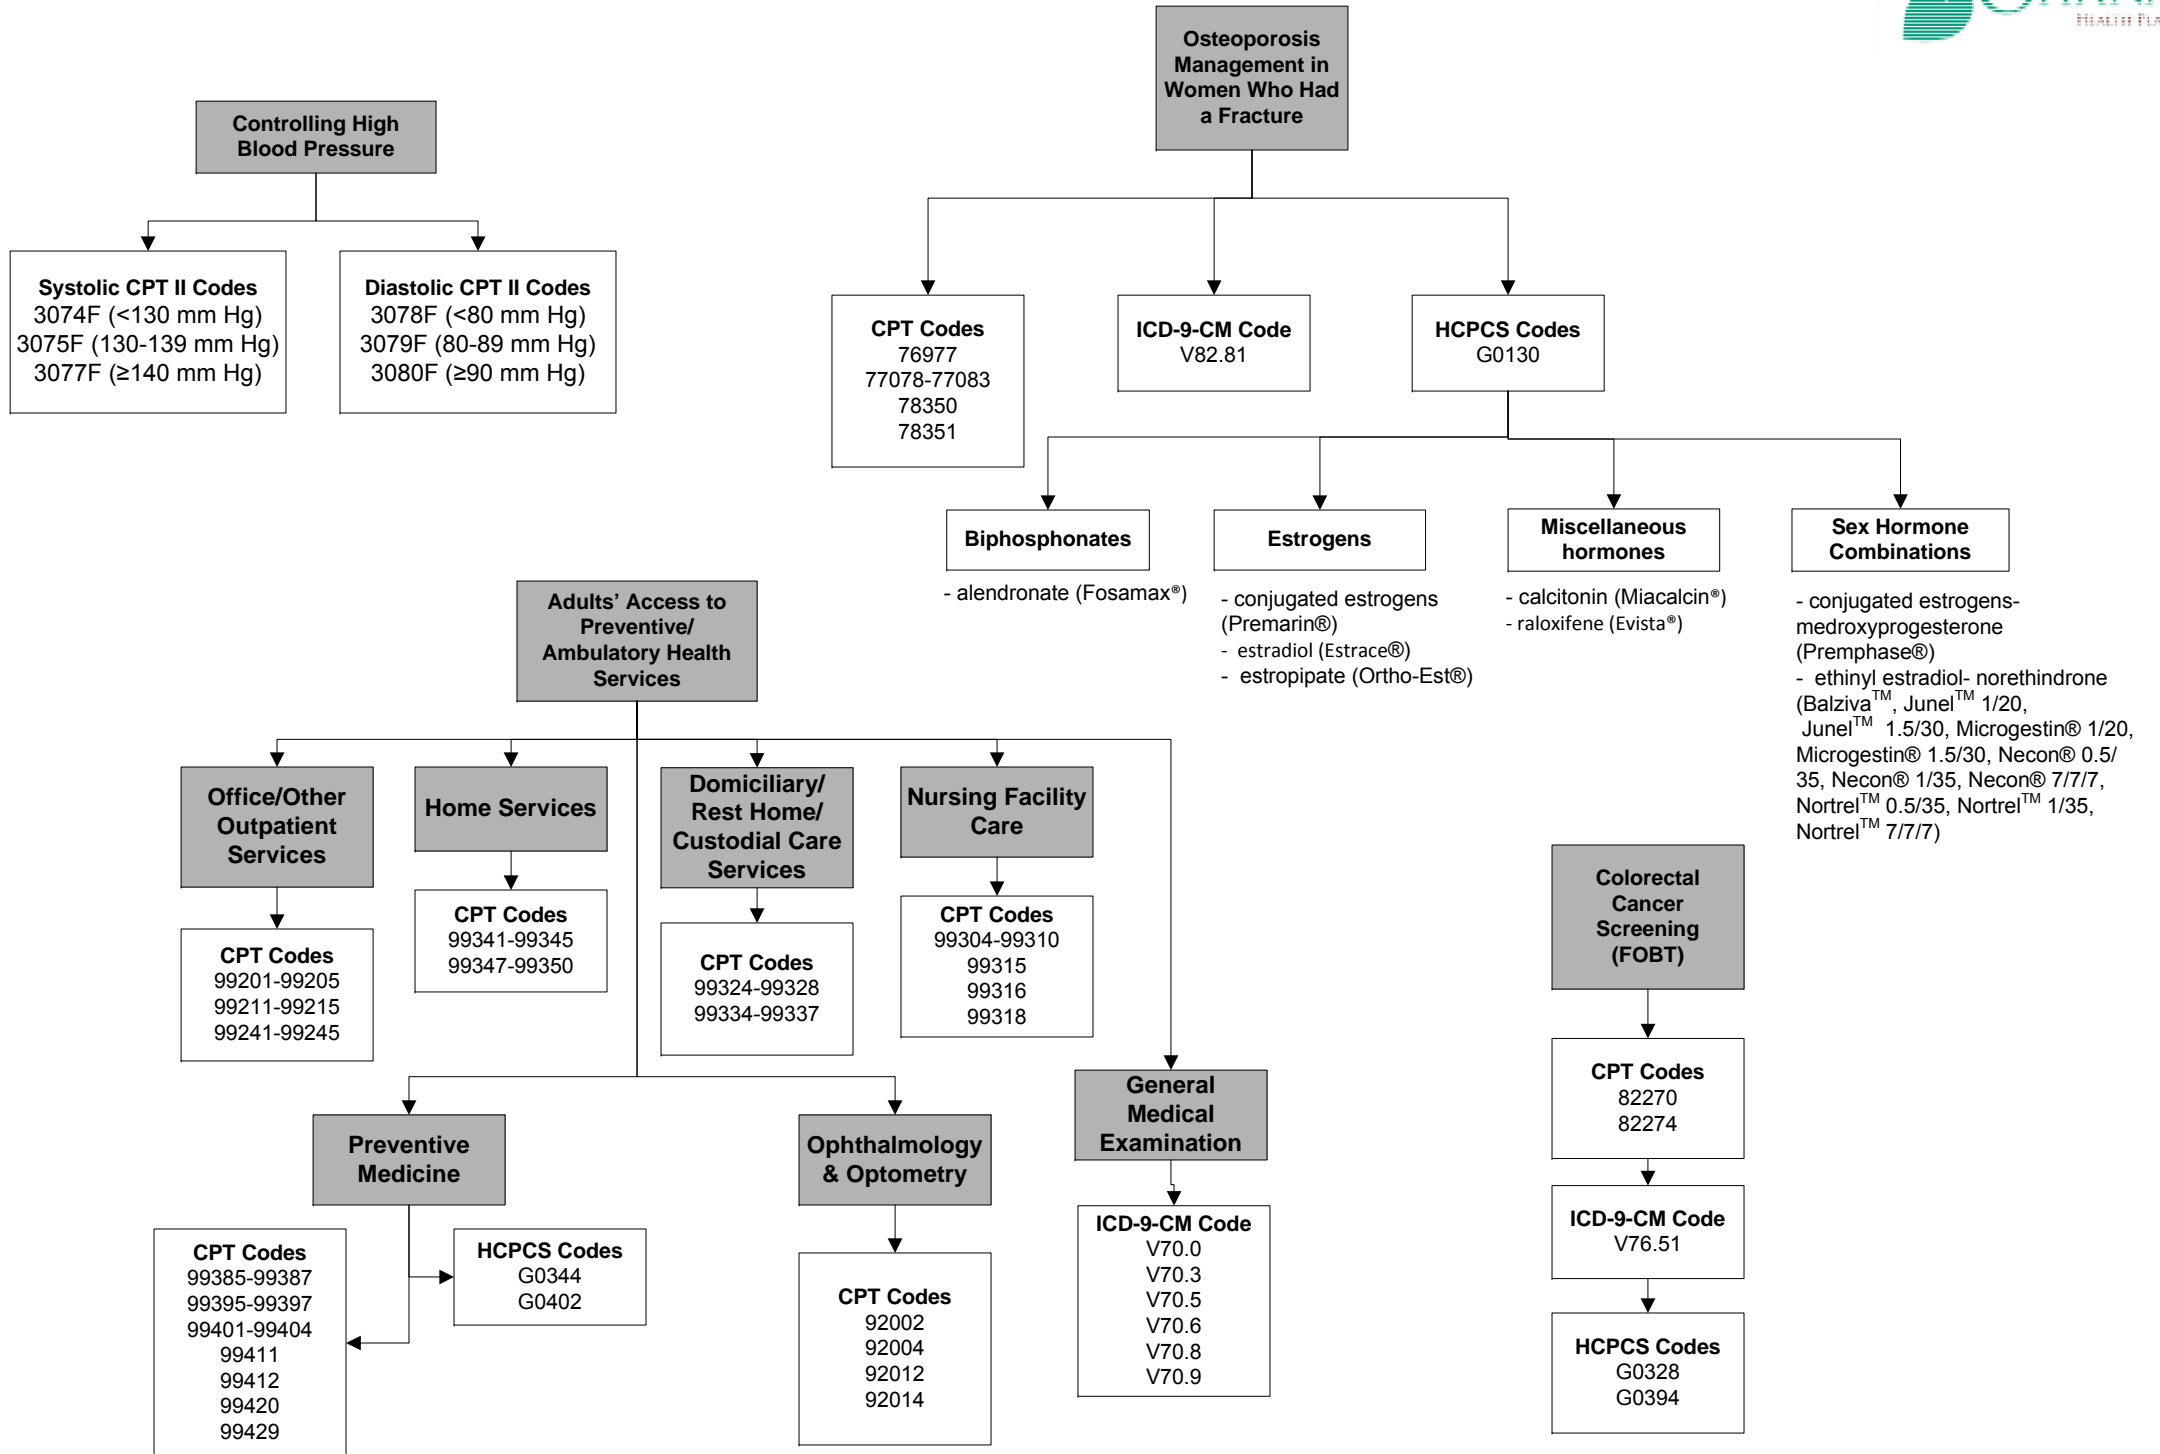 HEALTH PLA
Osteoporosis
Management in
Women Who Had
a Fracture
Controlling High
Blood Pressure
Systolic CPT II Codes
3074F (<130 mm Hg)
3075F (130-139 mm Hg)
3077F (≥140 mm Hg)
Diastolic CPT II Codes
3078F (<80 mm Hg)
3079F (80-89 mm Hg)
3080F (≥90 mm Hg)
CPT Codes
76977
77078-77083
78350
78351
ICD-9-CM Code
V82.81
HCPCS Codes
G0130
Biphosphonates
- alendronate (Fosamax®)
Estrogens
- conjugated estrogens
(Premarin®)
- estradiol (Estrace®)
- estropipate (Ortho-Est®)
Miscellaneous
hormones
- calcitonin (Miacalcin®)
- raloxifene (Evista®)
Sex Hormone
Combinations
- conjugated estrogens-
medroxyprogesterone
(Premphase®)
- ethinyl estradiol- norethindrone
(Balziva™, Junel™ 1/20,
Junel™ 1.5/30, Microgestin® 1/20,
Microgestin® 1.5/30, Necon® 0.5/
35, Necon® 1/35, Necon® 7/7/7,
Nortrel™ 0.5/35, Nortrel™ 1/35,
Nortrel™ 7/7/7)
Adults’ Access to
Preventive/
Ambulatory Health
Services
Office/Other
Outpatient
Services
CPT Codes
99201-99205
99211-99215
99241-99245
Home Services
CPT Codes
99341-99345
99347-99350
Domiciliary/
Rest Home/
Custodial Care
Services
CPT Codes
99324-99328
99334-99337
Nursing Facility
Care
CPT Codes
99304-99310
99315
99316
99318
Preventive
Medicine
CPT Codes
99385-99387
99395-99397
99401-99404
99411
99412
99420
99429
HCPCS Codes
G0344
G0402
Ophthalmology
& Optometry
CPT Codes
92002
92004
92012
92014
General
Medical
Examination
ICD-9-CM Code
V70.0
V70.3
V70.5
V70.6
V70.8
V70.9
Colorectal
Cancer
Screening
(FOBT)
CPT Codes
82270
82274
ICD-9-CM Code
V76.51
HCPCS Codes
G0328
G0394